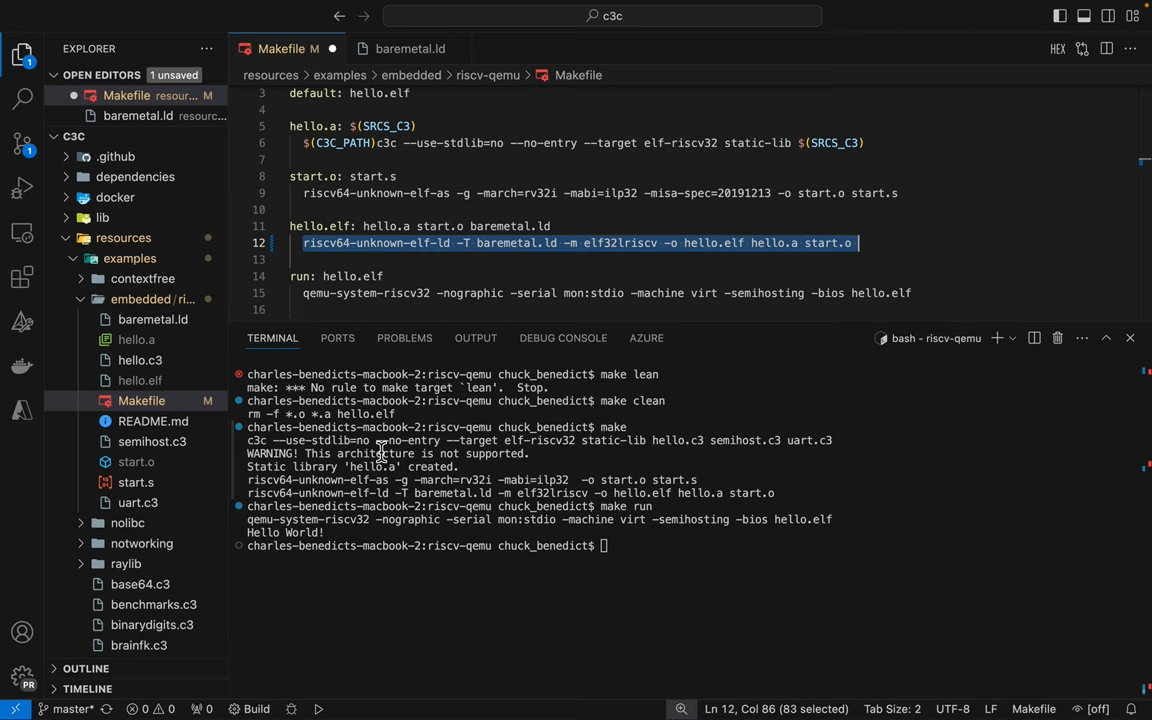 c3c
EXPLORER
OPEN EDITORS 1 unsaved
Makefile resour... M
baremetal.ld resourc...
C3C
.github
dependencies
docker
lib
resources
examples
contextfree
embedded/ri...
baremetal.ld
hello.a
hello.c3
hello.elf
Makefile M
README.md
semihost.c3
start.o
start.s
uart.c3
nolibc
notworking
raylib
base64.c3
benchmarks.c3
binarydigits.c3
brainfk.c3
OUTLINE
TIMELINE
Makefile M
baremetal.ld
HEX
resources > examples > embedded > riscv-qemu > Makefile
3 default: hello.elf
4
5 hello.a: $(SRCS_C3)
6 $(C3C_PATH)c3c --use-stdlib=no --no-entry --target elf-riscv32 static-lib $(SRCS_C3)
7
8 start.o: start.s
9 riscv64-unknown-elf-as -g -march=rv32i -mabi=ilp32 -misa-spec=20191213 -o start.o start.s
10
11 hello.elf: hello.a start.o baremetal.ld
12 riscv64-unknown-elf-ld -T baremetal.ld -m elf32lriscv -o hello.elf hello.a start.o
13
14 run: hello.elf
15 qemu-system-riscv32 -nographic -serial mon:stdio -machine virt -semihosting -bios hello.elf
16
TERMINAL PORTS PROBLEMS OUTPUT DEBUG CONSOLE AZURE
bash - riscv-qemu
charles-benedicts-macbook-2:riscv-qemu chuck_benedict$ make lean
make: *** No rule to make target `lean'. Stop.
charles-benedicts-macbook-2:riscv-qemu chuck_benedict$ make clean
rm -f *.o *.a hello.elf
charles-benedicts-macbook-2:riscv-qemu chuck_benedict$ make
c3c --use-stdlib=no --no-entry --target elf-riscv32 static-lib hello.c3 semihost.c3 uart.c3
WARNING! This architecture is not supported.
Static library 'hello.a' created.
riscv64-unknown-elf-as -g -march=rv32i -mabi=ilp32 -o start.o start.s
riscv64-unknown-elf-ld -T baremetal.ld -m elf32lriscv -o hello.elf hello.a start.o
charles-benedicts-macbook-2:riscv-qemu chuck_benedict$ make run
qemu-system-riscv32 -nographic -serial mon:stdio -machine virt -semihosting -bios hello.elf
Hello World!
charles-benedicts-macbook-2:riscv-qemu chuck_benedict$
1
1
PR
master* 0 0 0 Build Ln 12, Col 86 (83 selected) Tab Size: 2 UTF-8 LF Makefile [off]